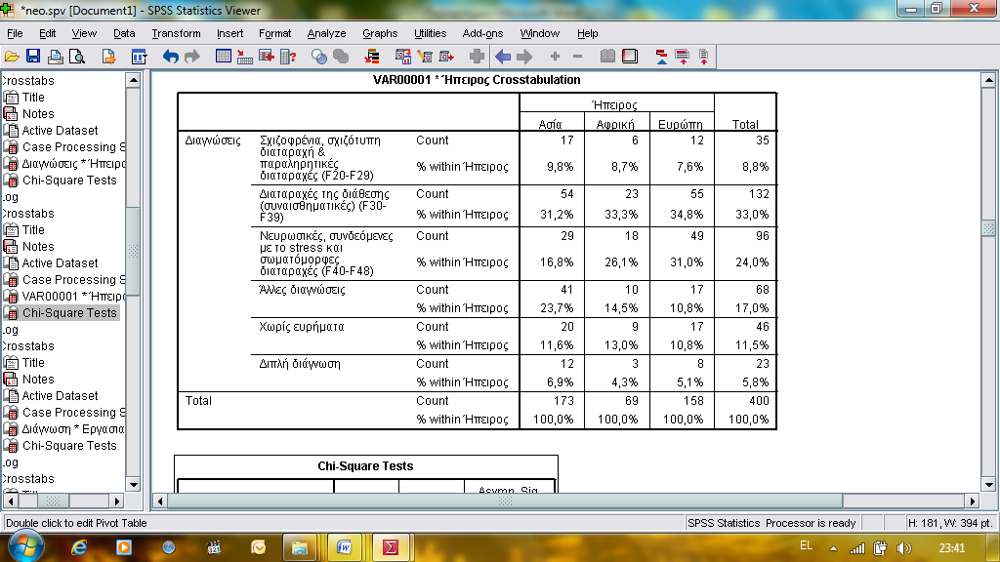 *neo.spv [Document1] - SPSS Statistics Viewer
File Edit View Data Transform Insert Format Analyze Graphs Utilities Add-ons Window Help
Crosstabs
Title
Notes
Active Dataset
Case Processing S
Διαγνώσεις * Ήπειρο
Chi-Square Tests
Log
Crosstabs
Title
Notes
Active Dataset
Case Processing S
VAR00001 * Ήπειρο
Chi-Square Tests
Log
Crosstabs
Title
Notes
Active Dataset
Case Processing S
Διάγνωση * Εργασια
Chi-Square Tests
Log
Crosstabs
VAR00001 * Ήπειρος Crosstabulation
Ήπειρος
Ασία Αφρική Ευρώπη Total
Διαγνώσεις Σχιζοφρένια, σχιζότυπη Count 17 6 12 35
διαταραχή &
παραληρητικές % within Ήπειρος 9,8% 8,7% 7,6% 8,8%
διαταραχές (F20-F29)
Διαταραχές της διάθεσης Count 54 23 55 132
(συναισθηματικές) (F30- % within Ήπειρος 31,2% 33,3% 34,8% 33,0%
F39)
Νευρωσικές, συνδεόμενες Count 29 18 49 96
με το stress και
σωματόμορφες % within Ήπειρος 16,8% 26,1% 31,0% 24,0%
διαταραχές (F40-F48)
Άλλες διαγνώσεις Count 41 10 17 68
% within Ήπειρος 23,7% 14,5% 10,8% 17,0%
Χωρίς ευρήματα Count 20 9 17 46
% within Ήπειρος 11,6% 13,0% 10,8% 11,5%
Διπλή διάγνωση Count 12 3 8 23
% within Ήπειρος 6,9% 4,3% 5,1% 5,8%
Total Count 173 69 158 400
% within Ήπειρος 100,0% 100,0% 100,0% 100,0%
Chi-Square Tests
Asymp. Sig.
Double click to edit Pivot Table
SPSS Statistics Processor is ready
H: 181, W: 394 pt.
EL
23:41